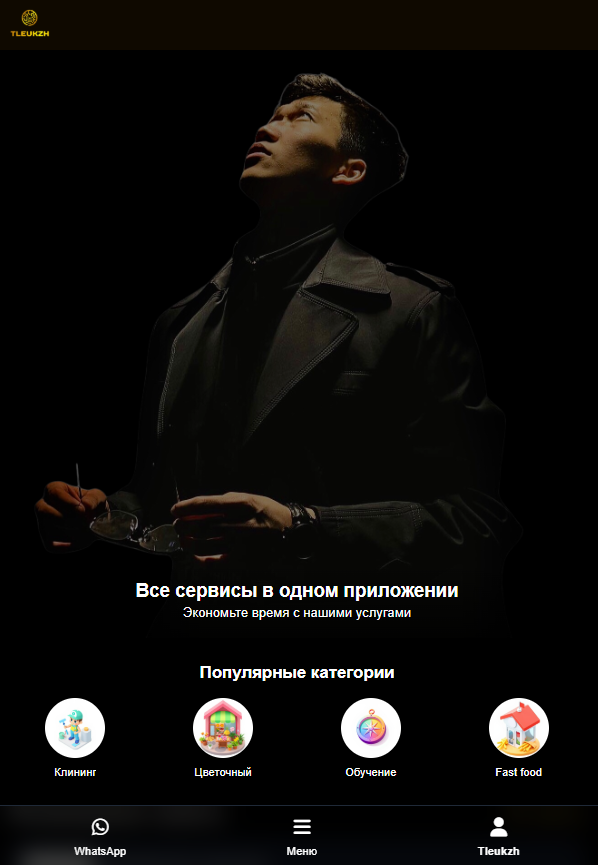 TLEUKZH
Все сервисы в одном приложении
Экономьте время с нашими услугами
Популярные категории
Клининг
Цветочный
Обучение
Fast food
WhatsApp
Меню
Tleukzh